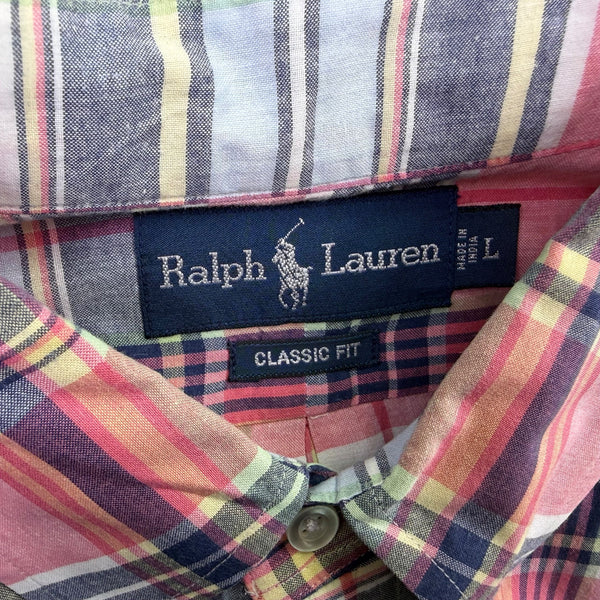 Ralph Lauren
MADE IN
INDIA
L
CLASSIC FIT